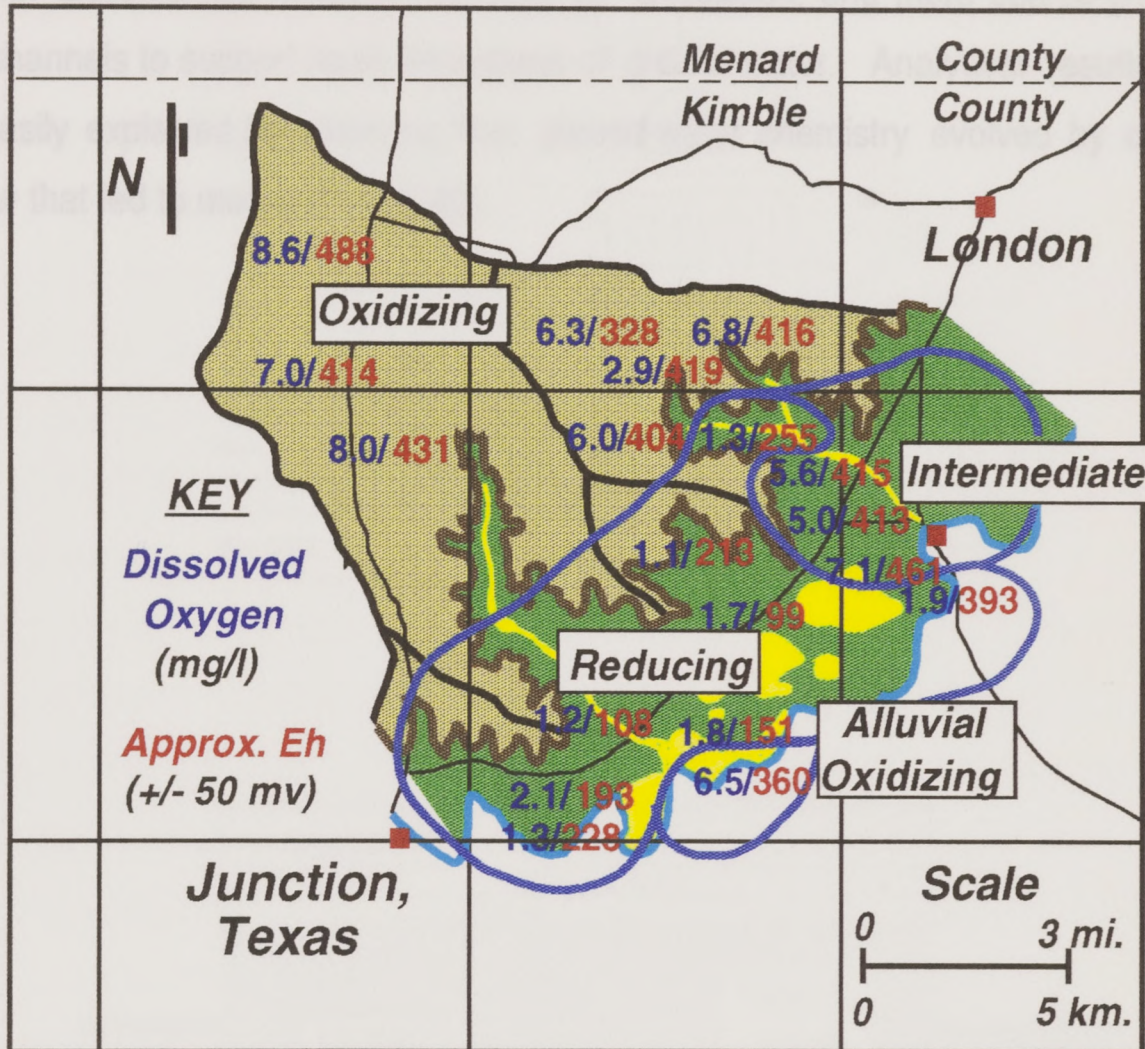 Menard County
Kimble County
N
London
8.6/488
Oxidizing
6.3/328 6.8/416
7.0/414 2.9/419
8.0/431 6.0/404 1.3/255
5.6/415 Intermediate
KEY
5.0/413
Dissolved
Oxygen
(mg/l)
1.1/213
7.1/461
1.9/393
1.7/99
Reducing
Approx. Eh
(+/- 50 mv)
1.2/108 1.8/151
Alluvial
Oxidizing
6.5/360
2.1/193
1.3/228
Junction,
Texas
Scale
0 3 mi.
0 5 km.